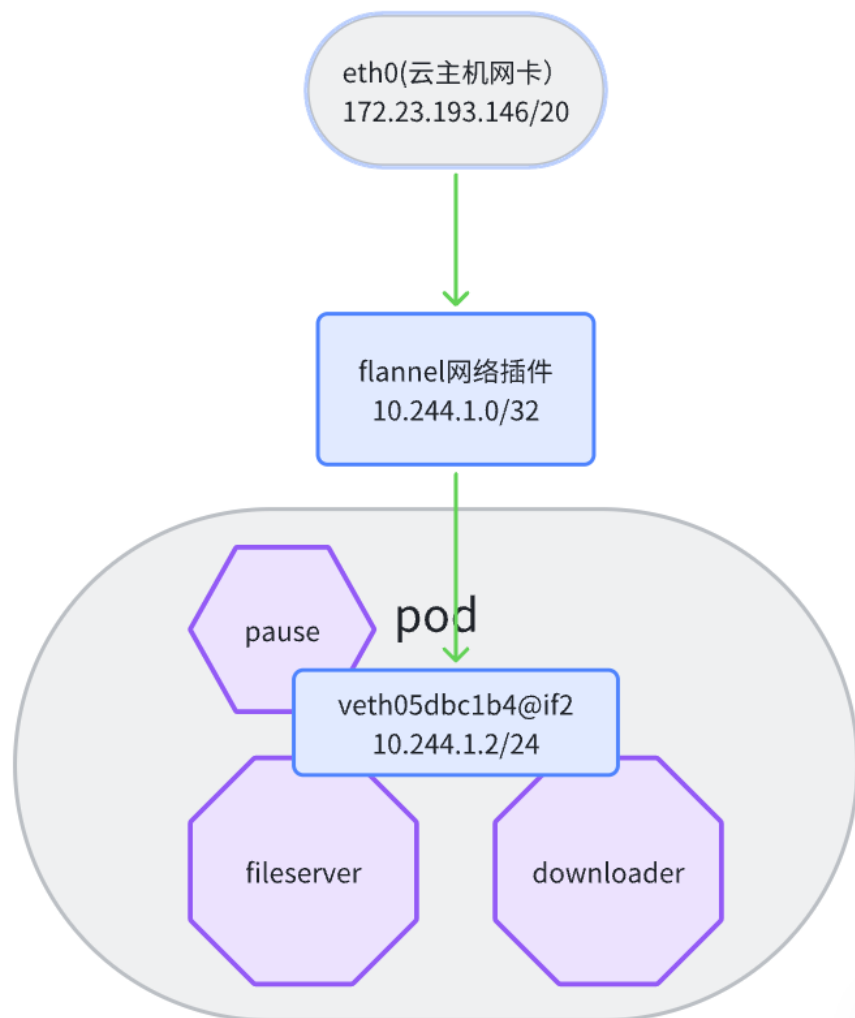 eth0(云主机网卡）
172.23.193.146/20
flannel网络插件
10.244.1.0/32
pod
pause
veth05dbc1b4@if2
10.244.1.2/24
fileserver
downloader